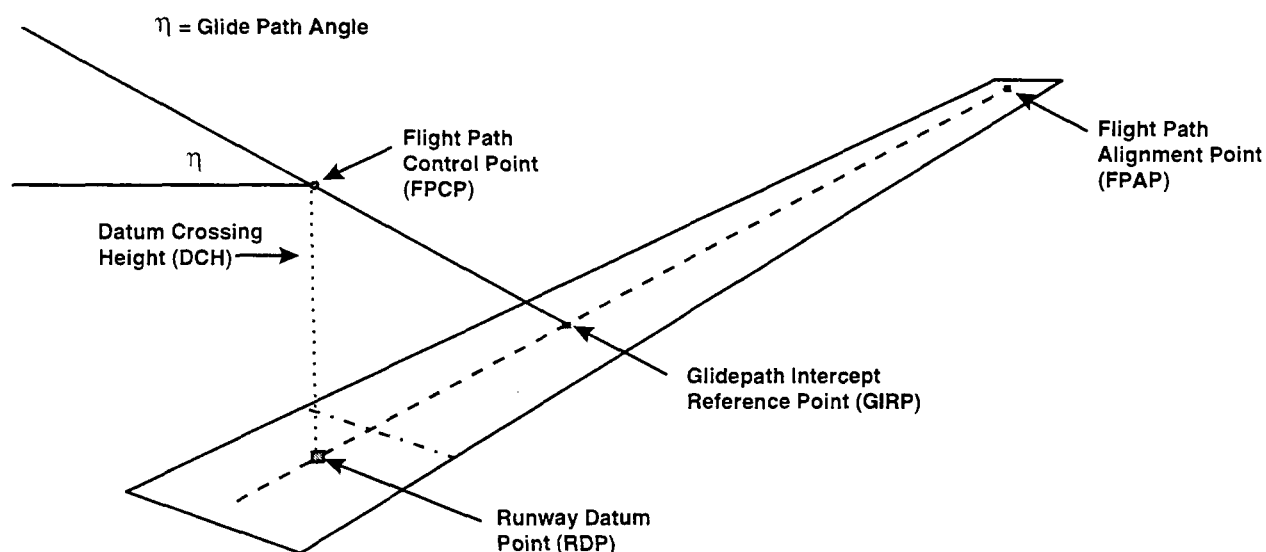 η = Glide Path Angle
Flight Path
Control Point
(FPCP)
Flight Path
Alignment Point
(FPAP)
η
Datum Crossing
Height (DCH)
Glidepath Intercept
Reference Point (GIRP)
Runway Datum
Point (RDP)